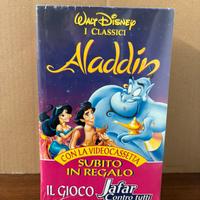 WALT DISNEY
I CLASSICI
Aladdin
CON LA VIDEOCASSETTA
SUBITO
IN REGALO
IL GIOCO Jafar
Contro tutti